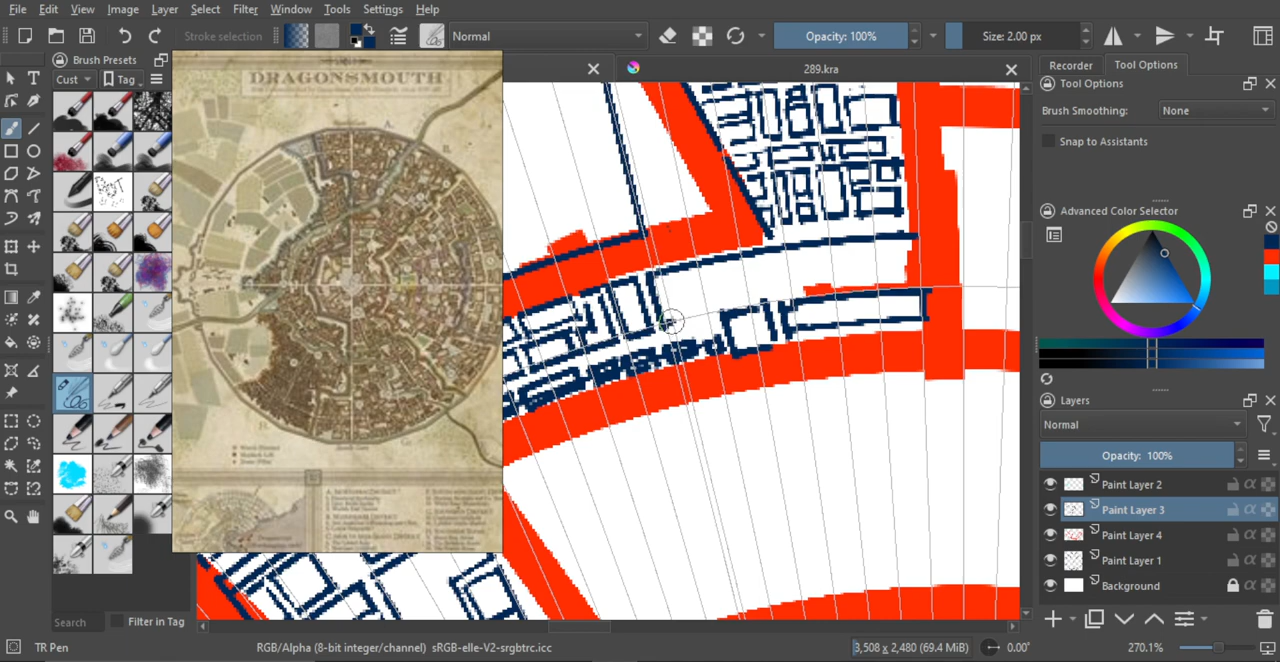 File Edit View Image Layer Select Filter Window Tools Settings Help
Stroke selection Normal Opacity: 100% Size: 2.00 px
Brush Presets
Cust Tag
DRAGONSMOUTH
289.kra
Recorder Tool Options
Tool Options
Brush Smoothing: None
Snap to Assistants
Advanced Color Selector
Layers
Normal
Opacity: 100%
Paint Layer 2
Paint Layer 3
Paint Layer 4
Paint Layer 1
Background
Search Filter in Tag
TR Pen RGB/Alpha (8-bit integer/channel) sRGB-elle-V2-srgbtrc.icc 3,508 x 2,480 (69.4 MiB) 0.00° 270.1%